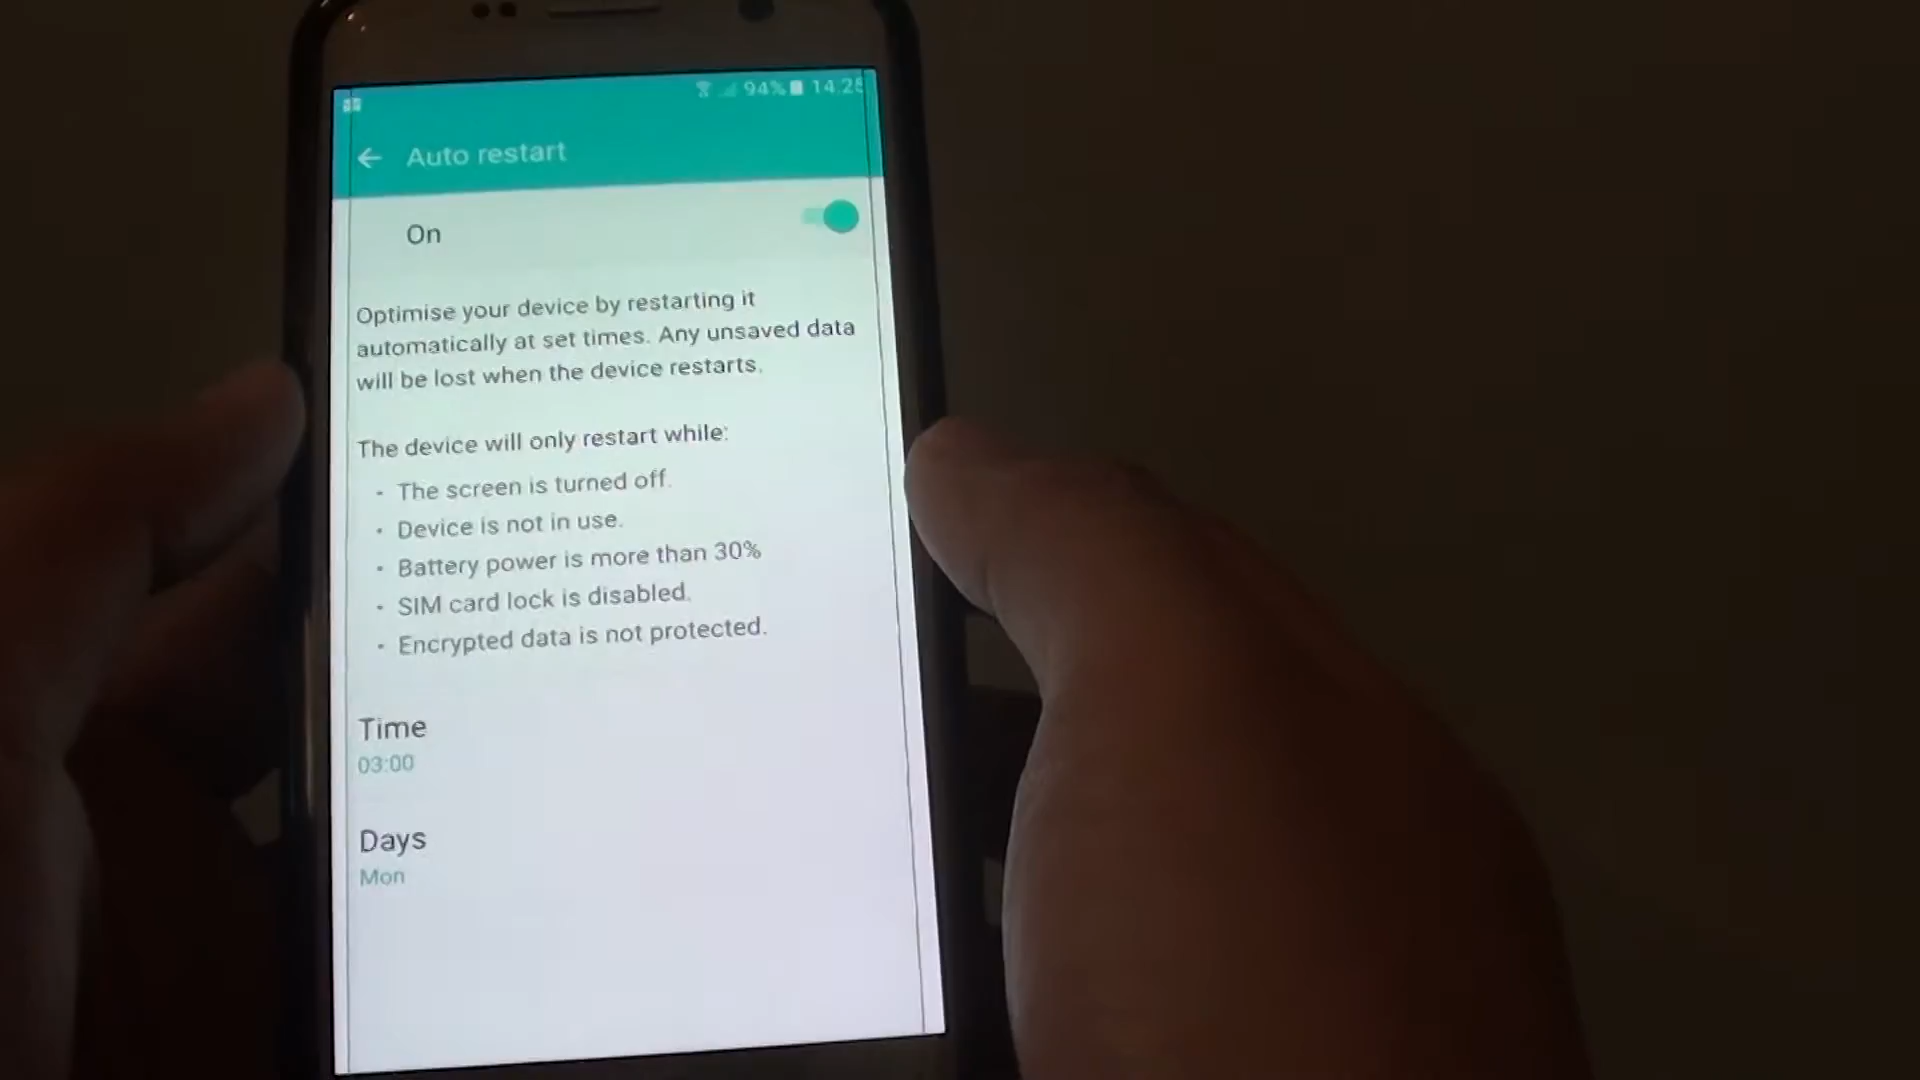 94% 14:28
Auto restart
On
Optimise your device by restarting it
automatically at set times. Any unsaved data
will be lost when the device restarts.
The device will only restart while:
• The screen is turned off.
• Device is not in use.
• Battery power is more than 30%
• SIM card lock is disabled.
• Encrypted data is not protected.
Time
03:00
Days
Mon